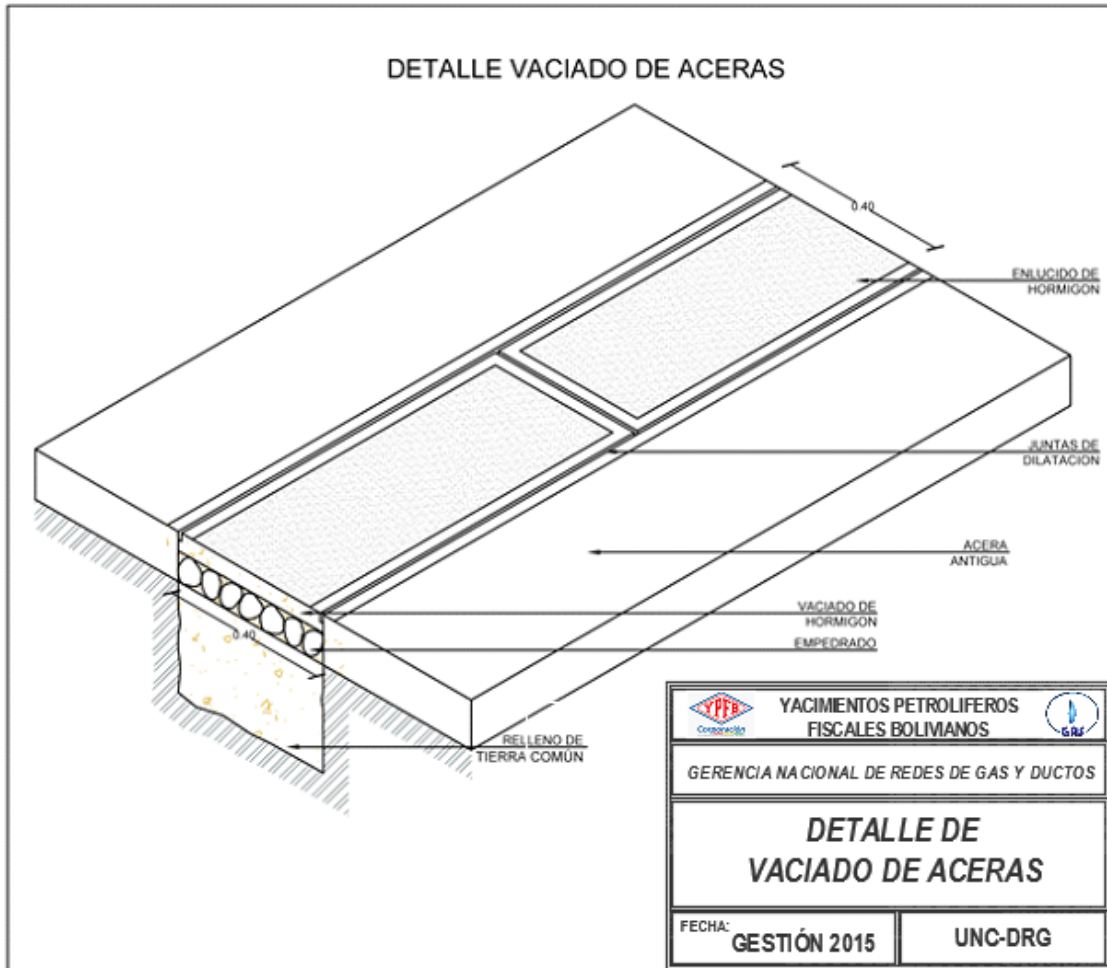 DETALLE VACIADO DE ACERAS
0.40
ENLUCIDO DE
HORMIGON
JUNTAS DE
DILATACION
ACERA
ANTIGUA
VACIADO DE
HORMIGON
EMPEDRADO
0.40
RELLENO DE
TIERRA COMÚN
YPFB
Corporación
YACIMIENTOS PETROLIFEROS
FISCALES BOLIVIANOS
GAS
GERENCIA NACIONAL DE REDES DE GAS Y DUCTOS
DETALLE DE
VACIADO DE ACERAS
FECHA:
GESTIÓN 2015
UNC-DRG